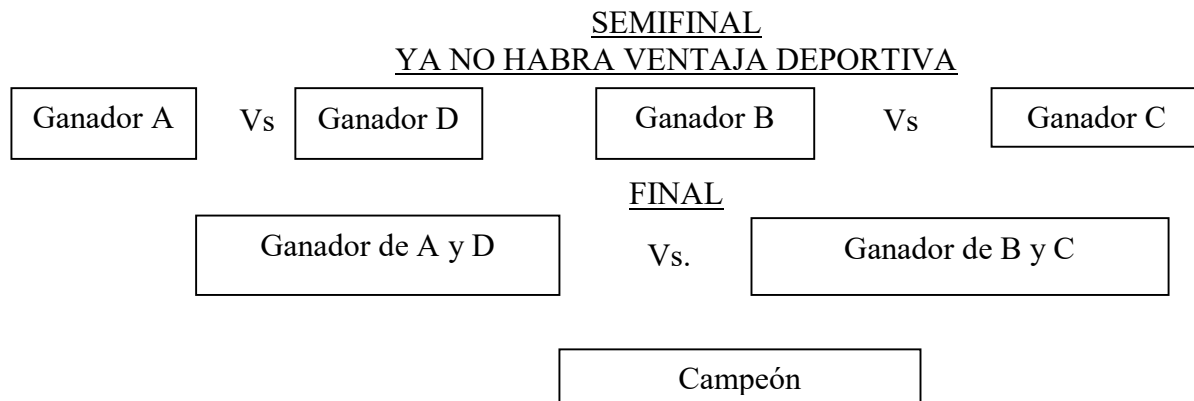 SEMIFINAL
YA NO HABRA VENTAJA DEPORTIVA
Ganador A Vs Ganador D Ganador B Vs Ganador C
FINAL
Ganador de A y D Vs. Ganador de B y C
Campeón